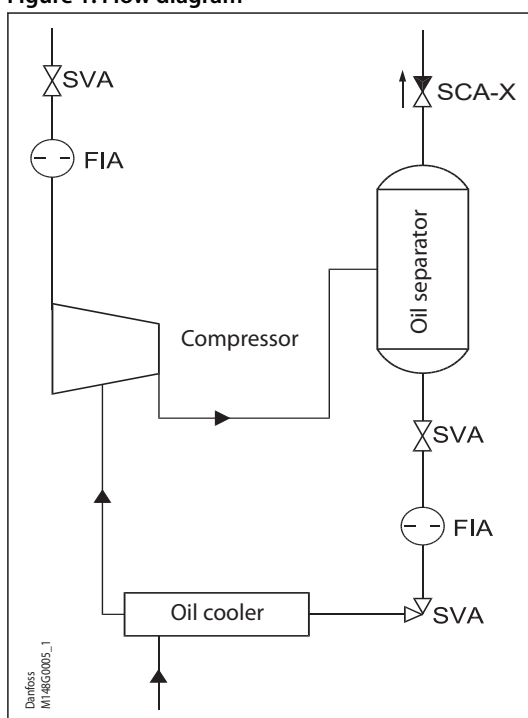 Figure 1: Flow diagram
SVA
SCA-X
FIA
Oil separator
Compressor
SVA
FIA
Oil cooler
SVA
Danfoss
M148G0005_1